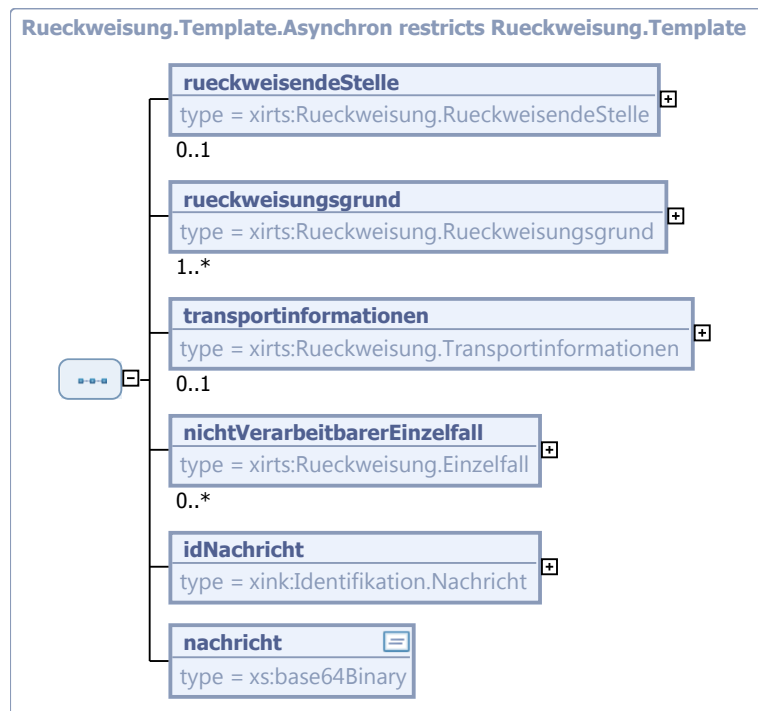 Rueckweisung.Template.Asynchron restricts Rueckweisung.Template
rueckweisendeStelle
type = xirts:Rueckweisung.RueckweisendeStelle
0..1
rueckweisungsgrund
type = xirts:Rueckweisung.Rueckweisungsgrund
1..*
transportinformationen
type = xirts:Rueckweisung.Transportinformationen
0..1
nichtVerarbeitbarerEinzelfall
type = xirts:Rueckweisung.Einzelfall
0..*
idNachricht
type = xink:Identifikation.Nachricht
nachricht
type = xs:base64Binary